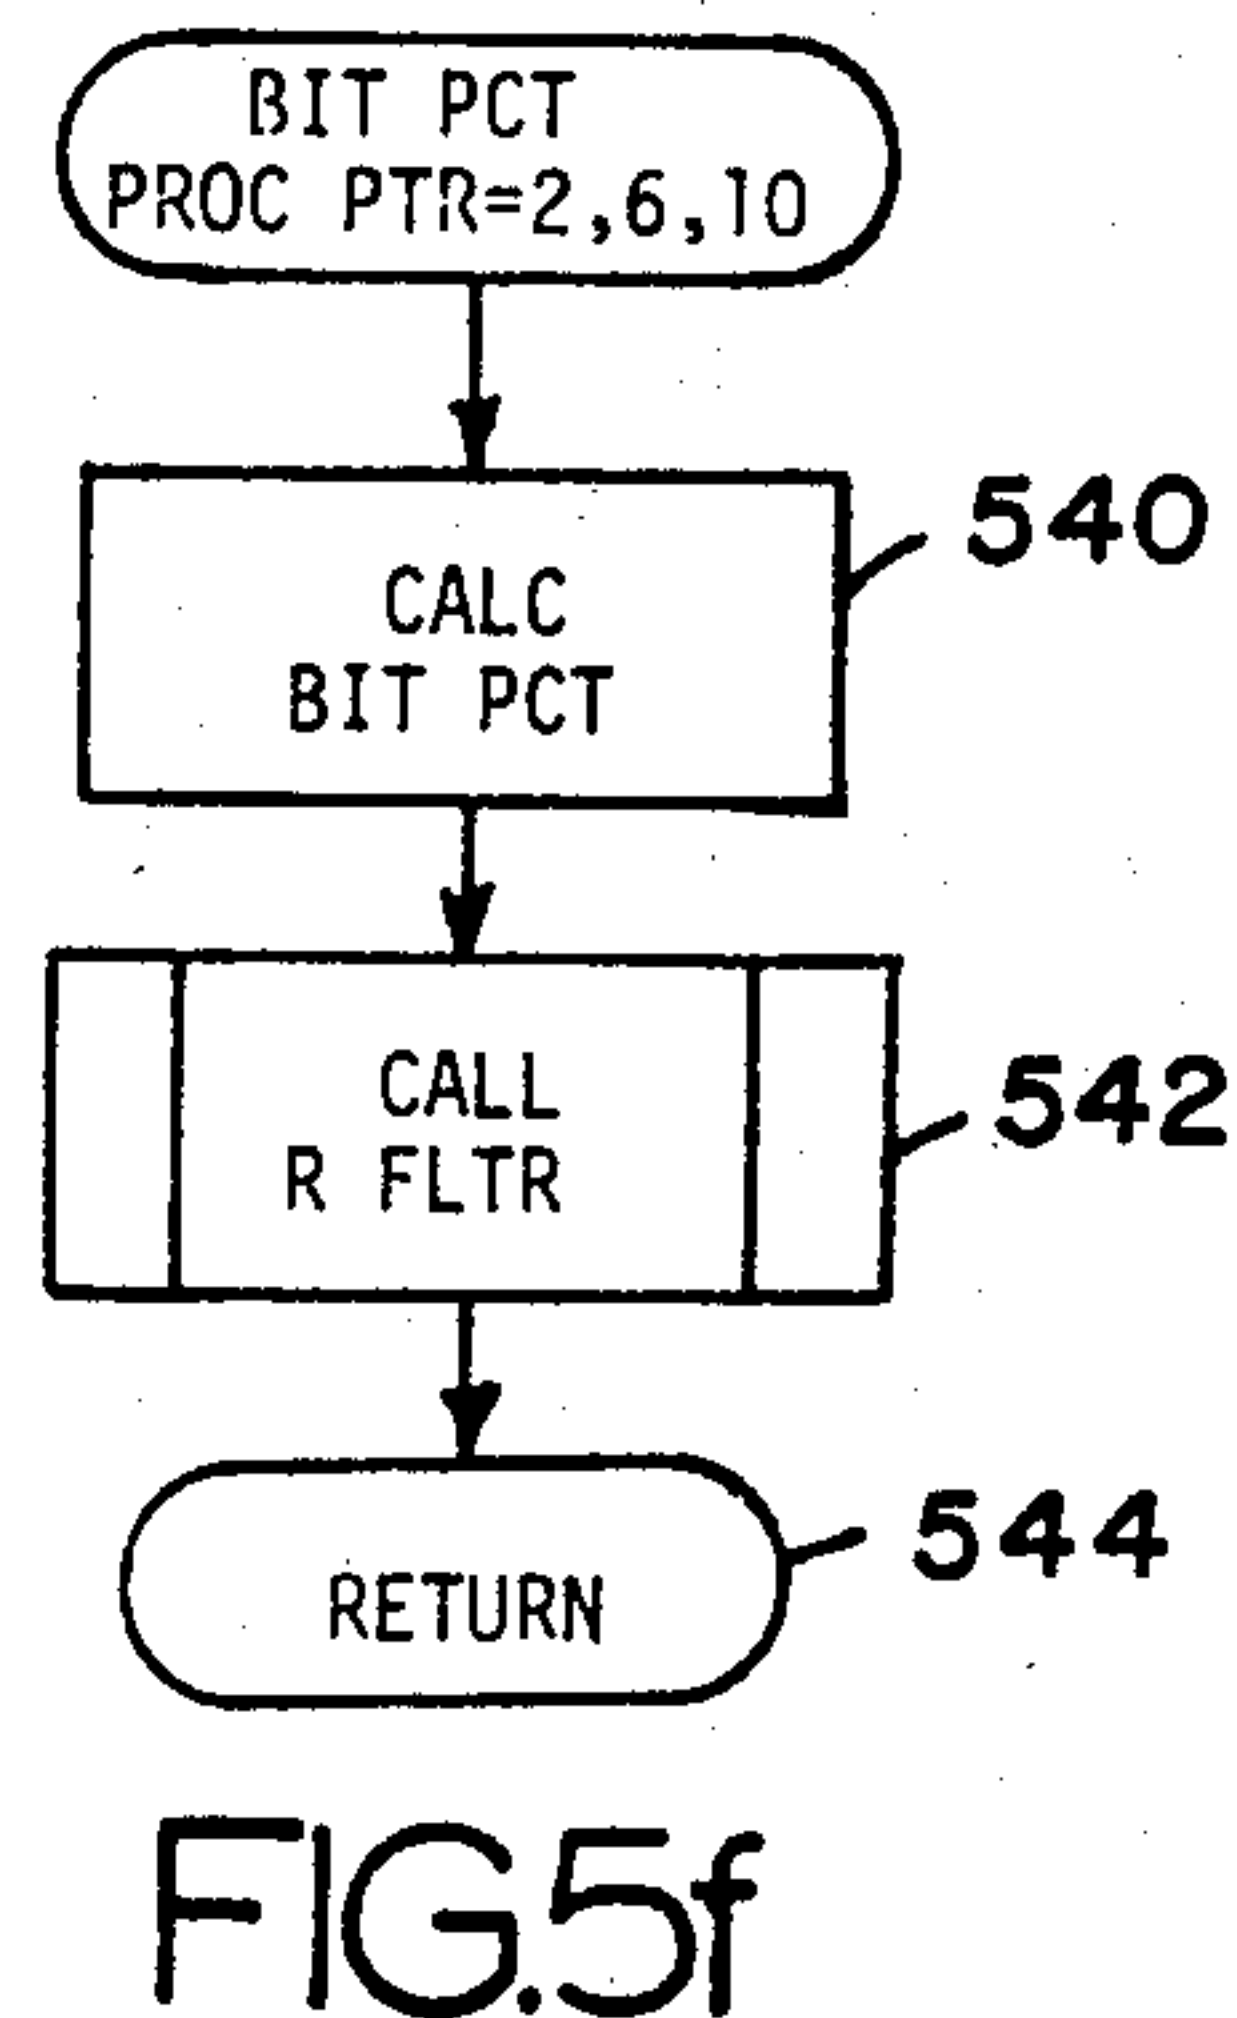 BIT PCT
PROC PTR=2,6,10
540
CALC
BIT PCT
542
CALL
R FLTR
544
RETURN
FIG.5f